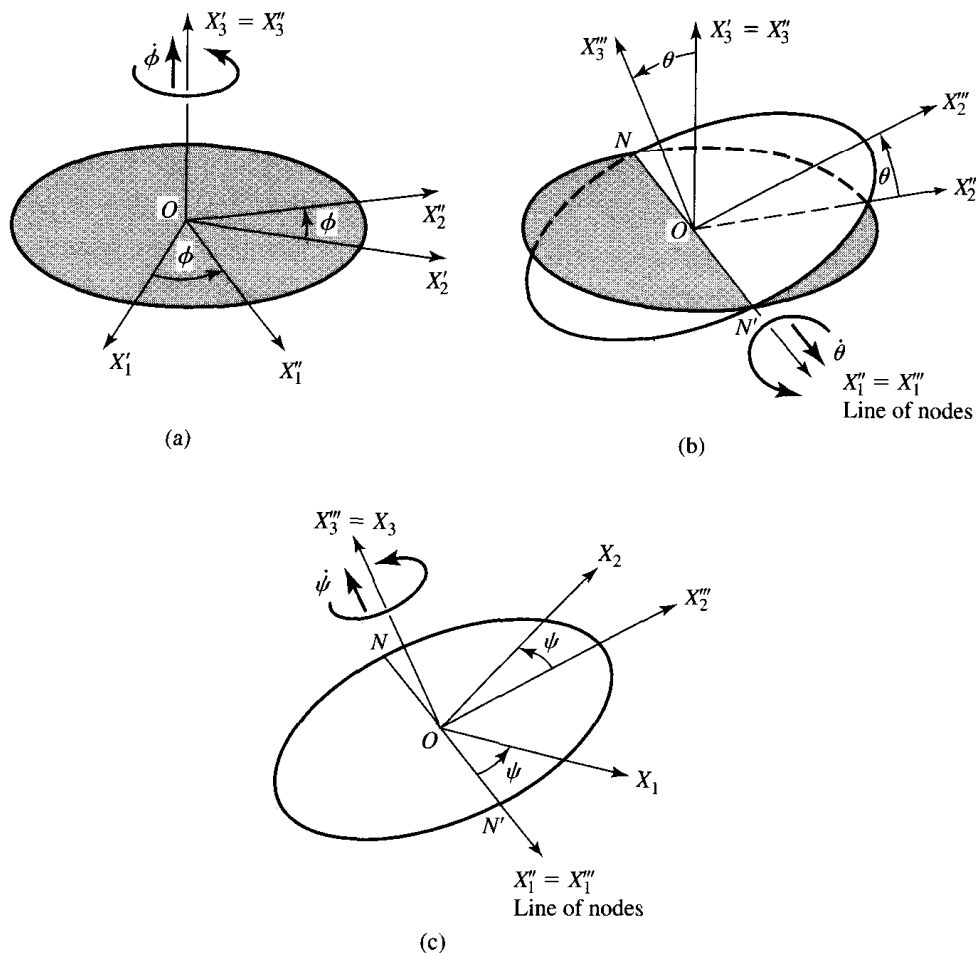 X′₃ = X″₃
ϕ̇
O
ϕ
X″₂
ϕ
X′₂
X′₁
X″₁
(a)
X‴₃
θ
X′₃ = X″₃
X‴₂
N
θ
X″₂
O
N′
θ̇
X″₁ = X‴₁
Line of nodes
(b)
X‴₃ = X₃
ψ̇
X₂
X‴₂
N
ψ
O
ψ
X₁
N′
X″₁ = X‴₁
Line of nodes
(c)